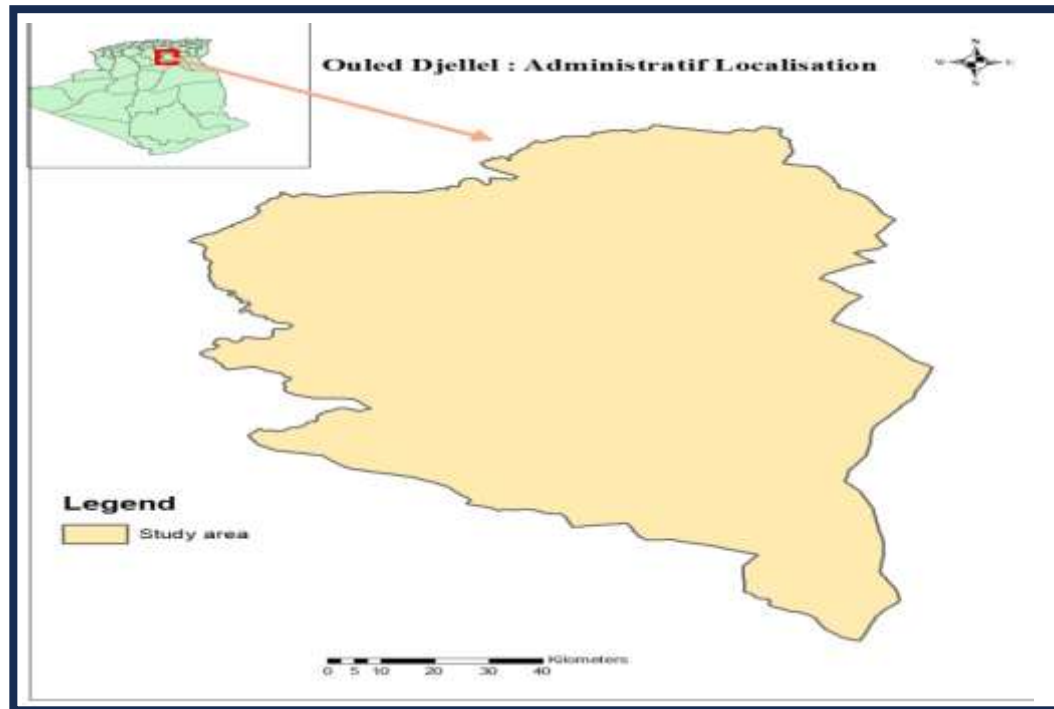 Ouled Djellel : Administratif Localisation
N
W E
S
Legend
Study area
Kilometers
0 5 10 20 30 40